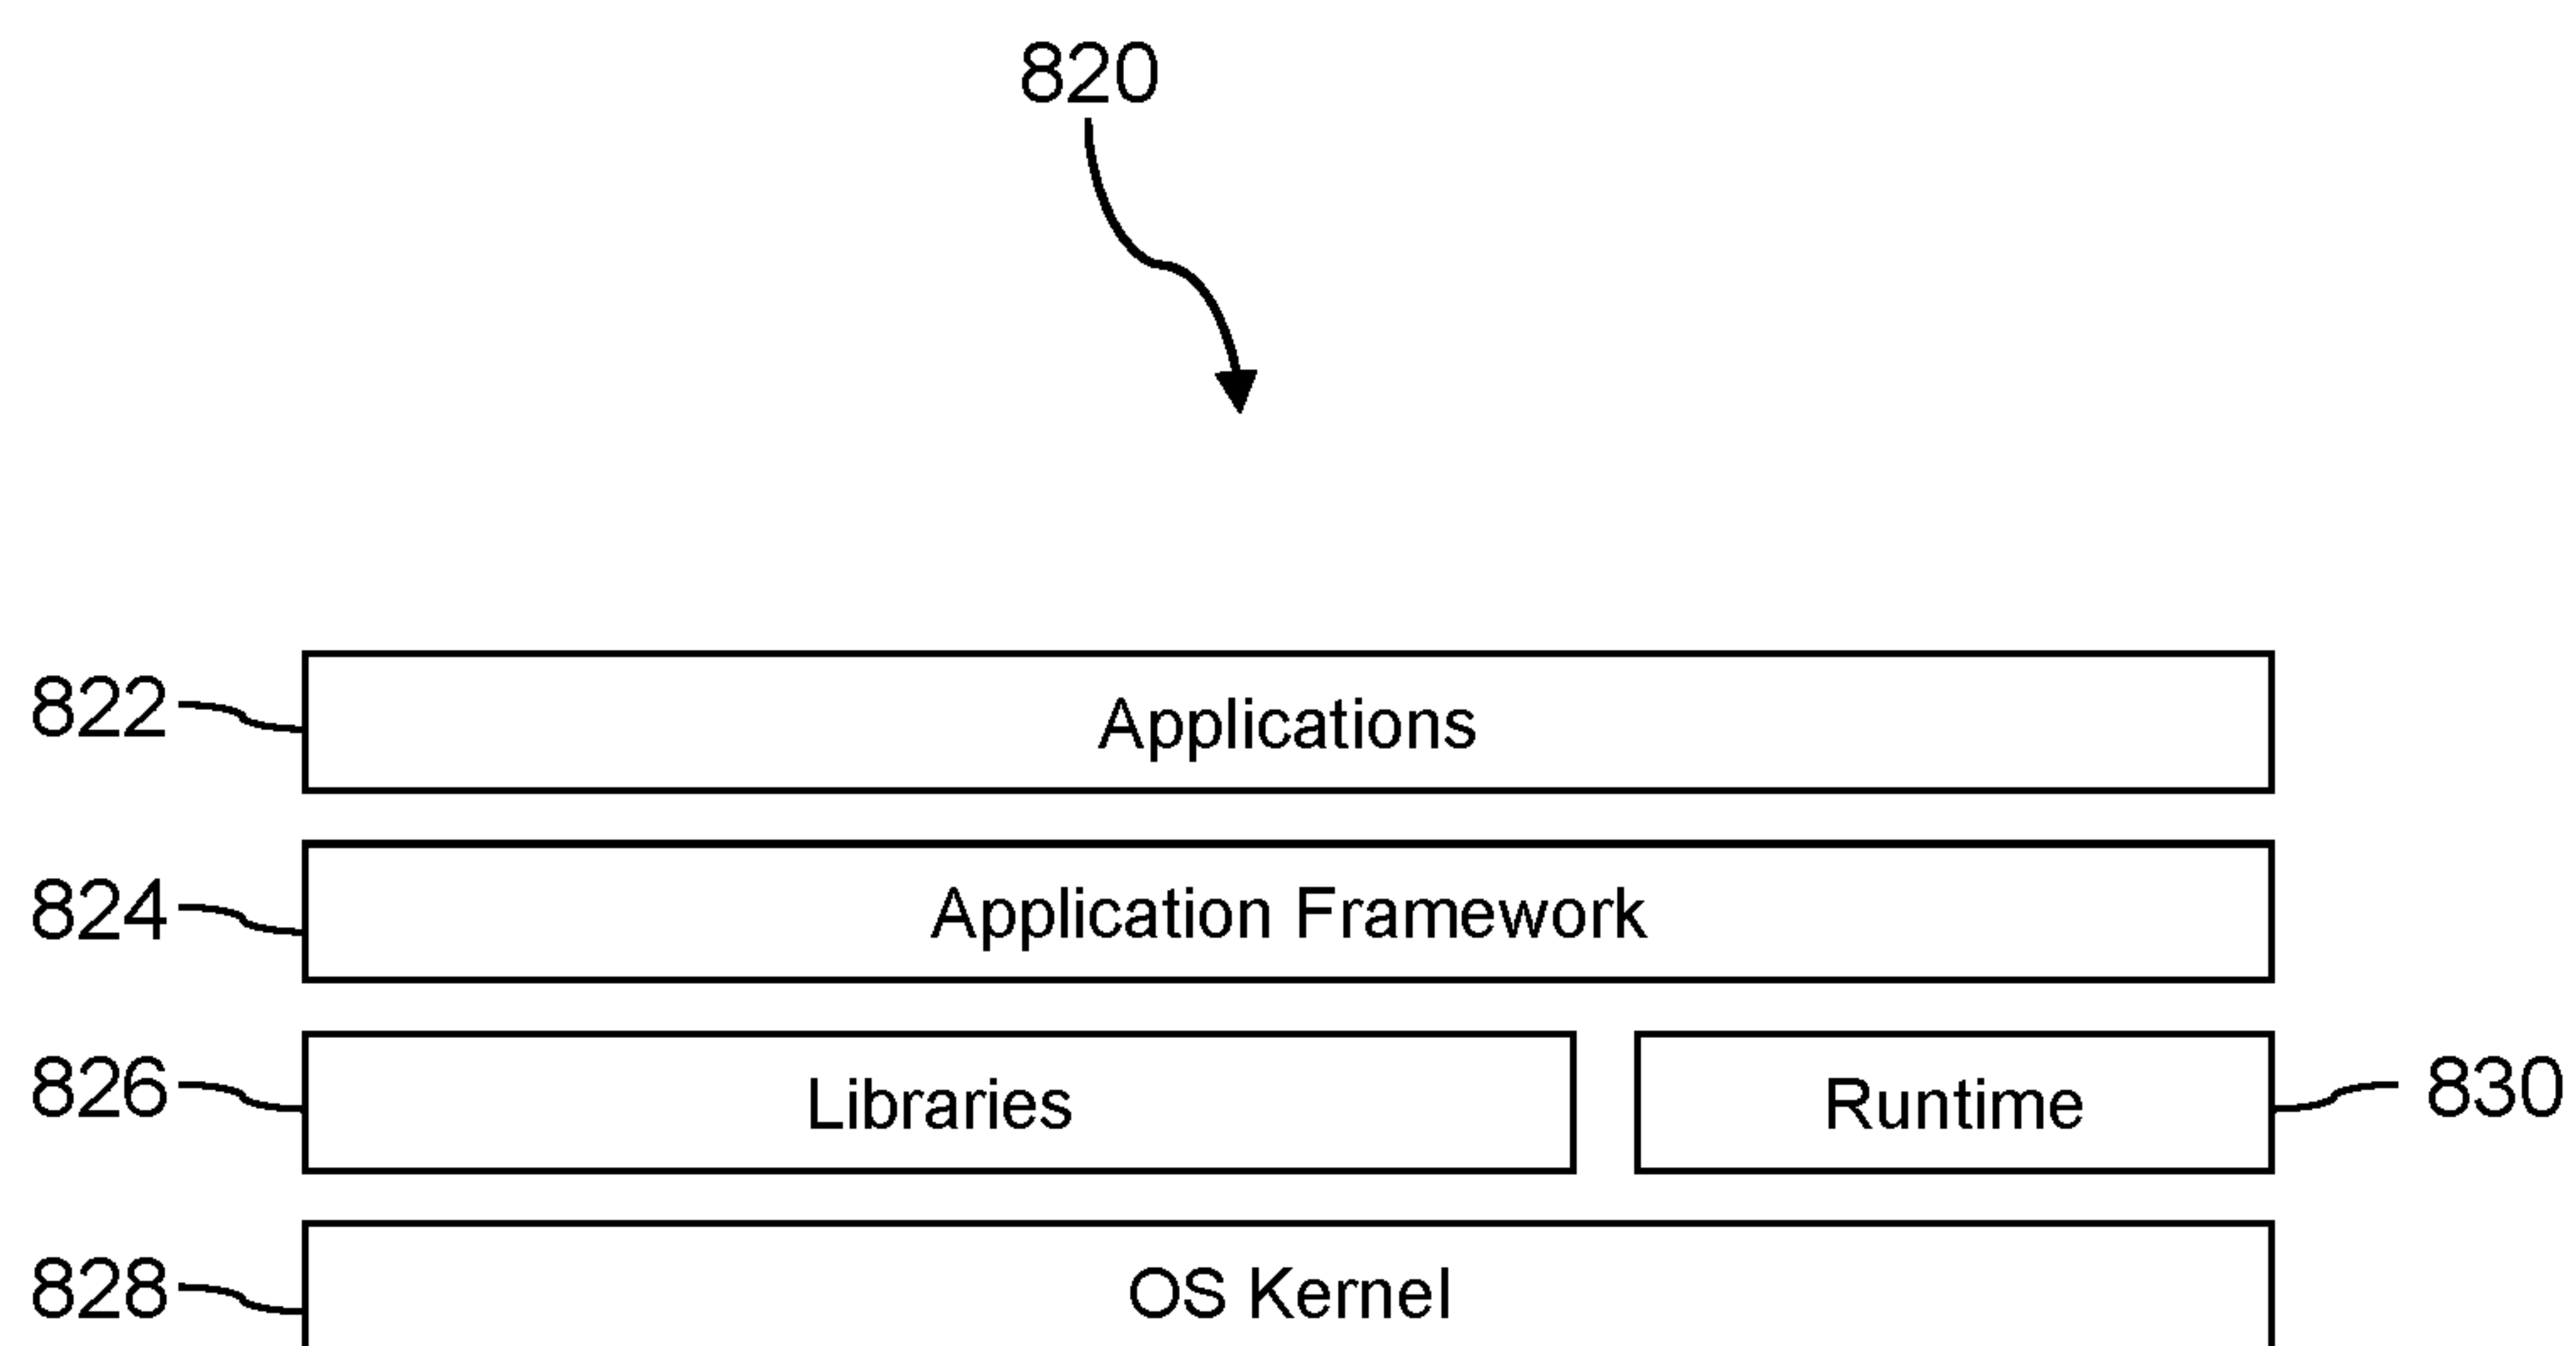 820
822
Applications
824
Application Framework
826
Libraries
Runtime
830
828
OS Kernel